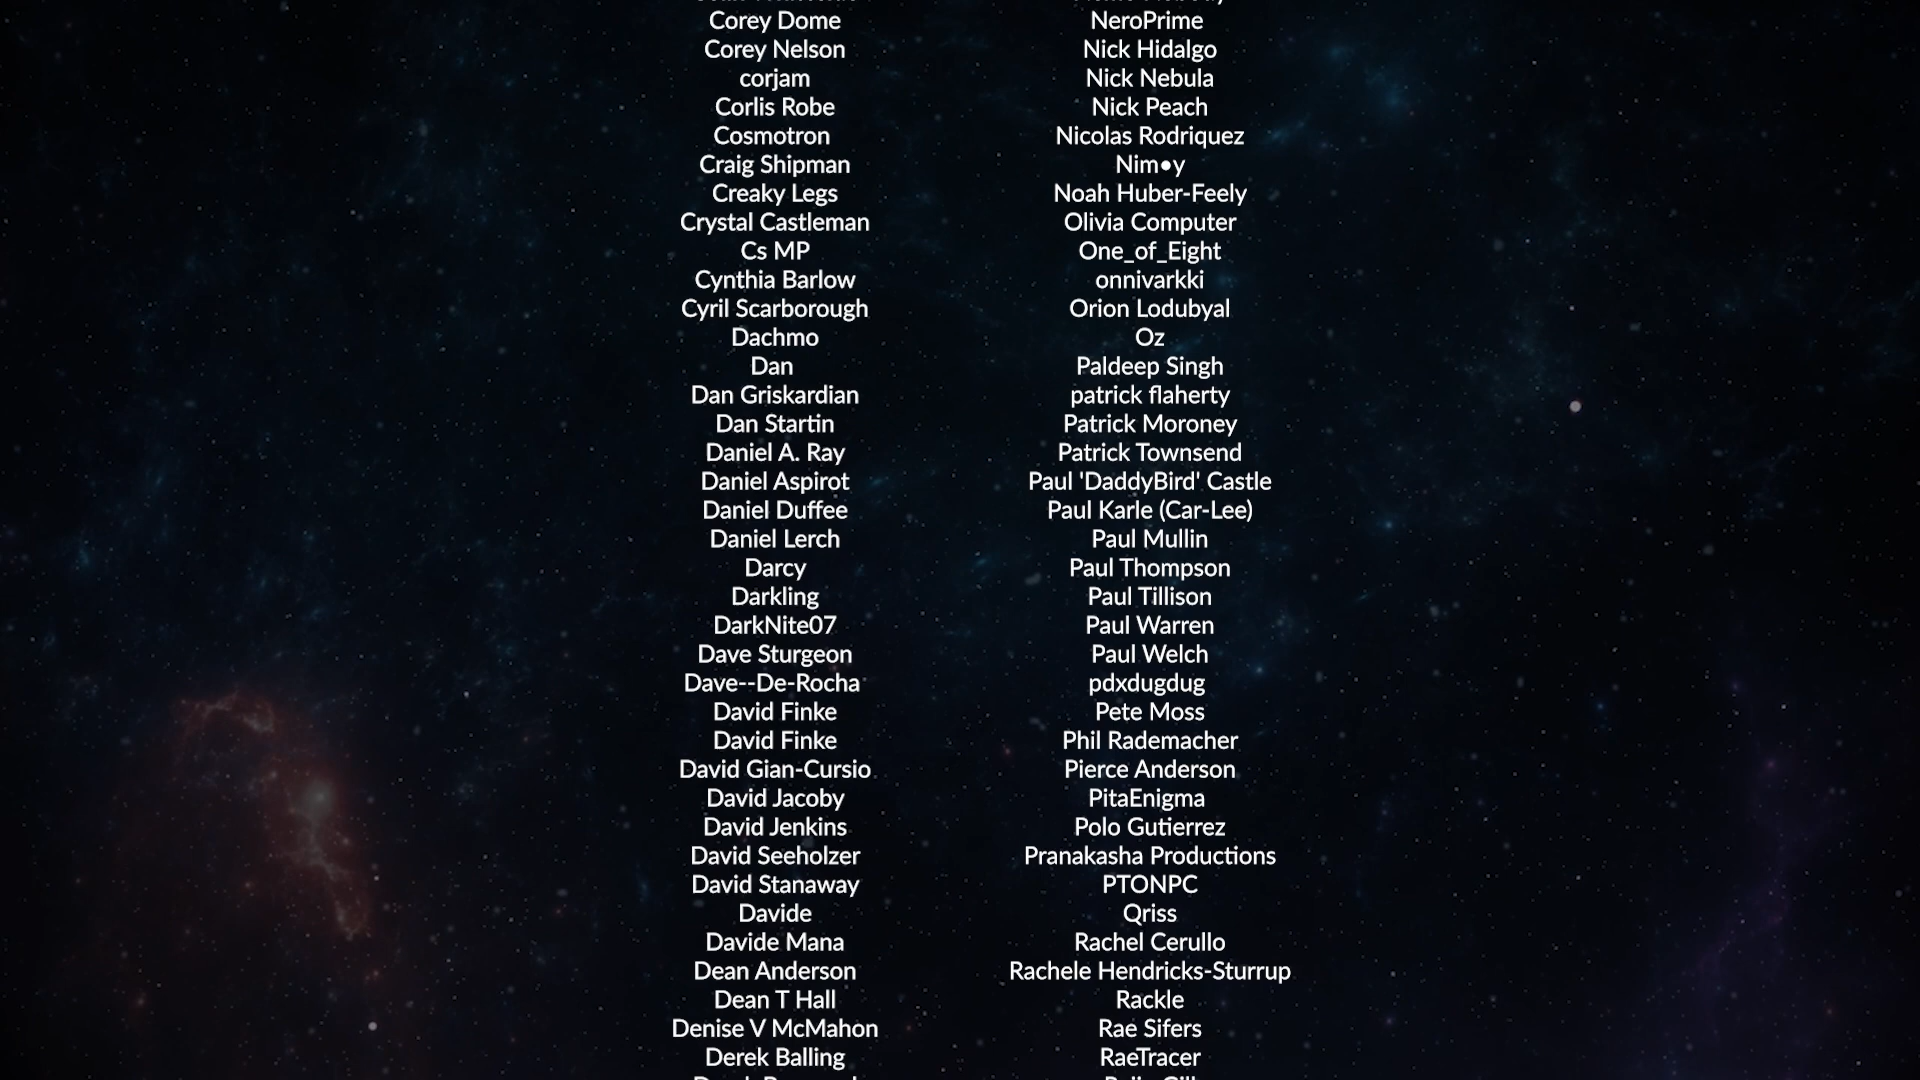 Corey Dome
Corey Nelson
corjam
Corlis Robe
Cosmotron
Craig Shipman
Creaky Legs
Crystal Castleman
Cs MP
Cynthia Barlow
Cyril Scarborough
Dachmo
Dan
Dan Griskardian
Dan Startin
Daniel A. Ray
Daniel Aspirot
Daniel Duffee
Daniel Lerch
Darcy
Darkling
DarkNite07
Dave Sturgeon
Dave--De-Rocha
David Finke
David Finke
David Gian-Cursio
David Jacoby
David Jenkins
David Seeholzer
David Stanaway
Davide
Davide Mana
Dean Anderson
Dean T Hall
Denise V McMahon
Derek Balling
NeroPrime
Nick Hidalgo
Nick Nebula
Nick Peach
Nicolas Rodriquez
Nim•y
Noah Huber-Feely
Olivia Computer
One_of_Eight
onnivarkki
Orion Lodubyal
Oz
Paldeep Singh
patrick flaherty
Patrick Moroney
Patrick Townsend
Paul 'DaddyBird' Castle
Paul Karle (Car-Lee)
Paul Mullin
Paul Thompson
Paul Tillison
Paul Warren
Paul Welch
pdxdugdug
Pete Moss
Phil Rademacher
Pierce Anderson
PitaEnigma
Polo Gutierrez
Pranakasha Productions
PTONPC
Qriss
Rachel Cerullo
Rachele Hendricks-Sturrup
Rackle
Rae Sifers
RaeTracer